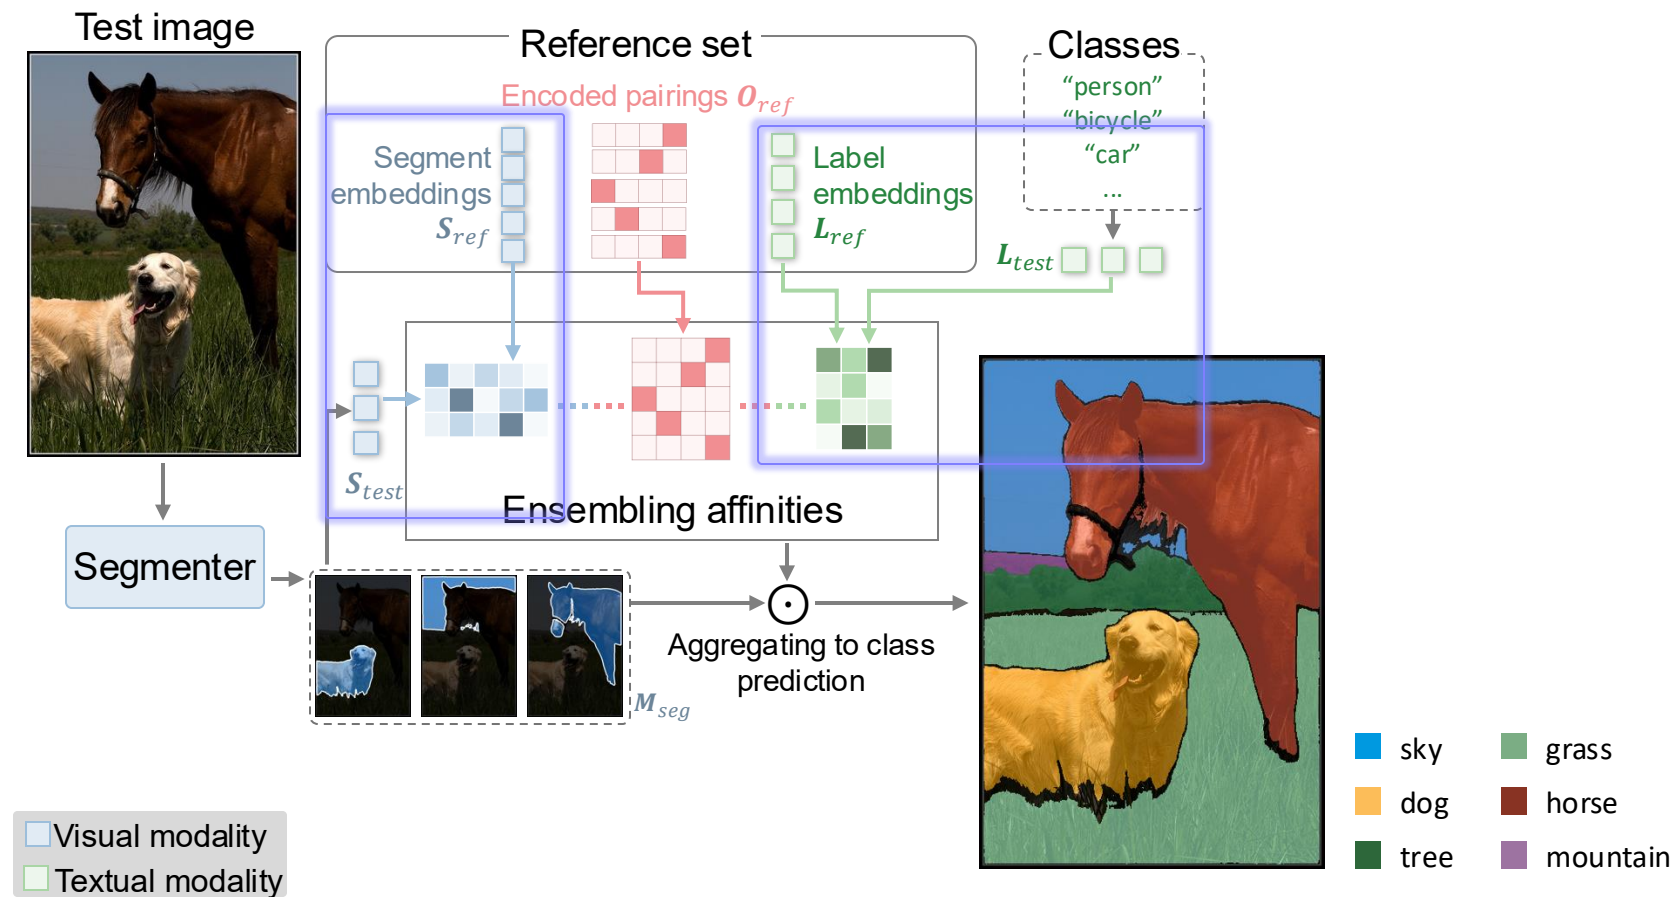 Test image
Reference set
Classes
Encoded pairings O_ref
"person"
"bicycle"
"car"
...
Segment
embeddings
S_ref
Label
embeddings
L_ref
L_test
S_test
Ensembling affinities
Segmenter
Aggregating to class
prediction
M_seg
sky
grass
dog
horse
tree
mountain
Visual modality
Textual modality